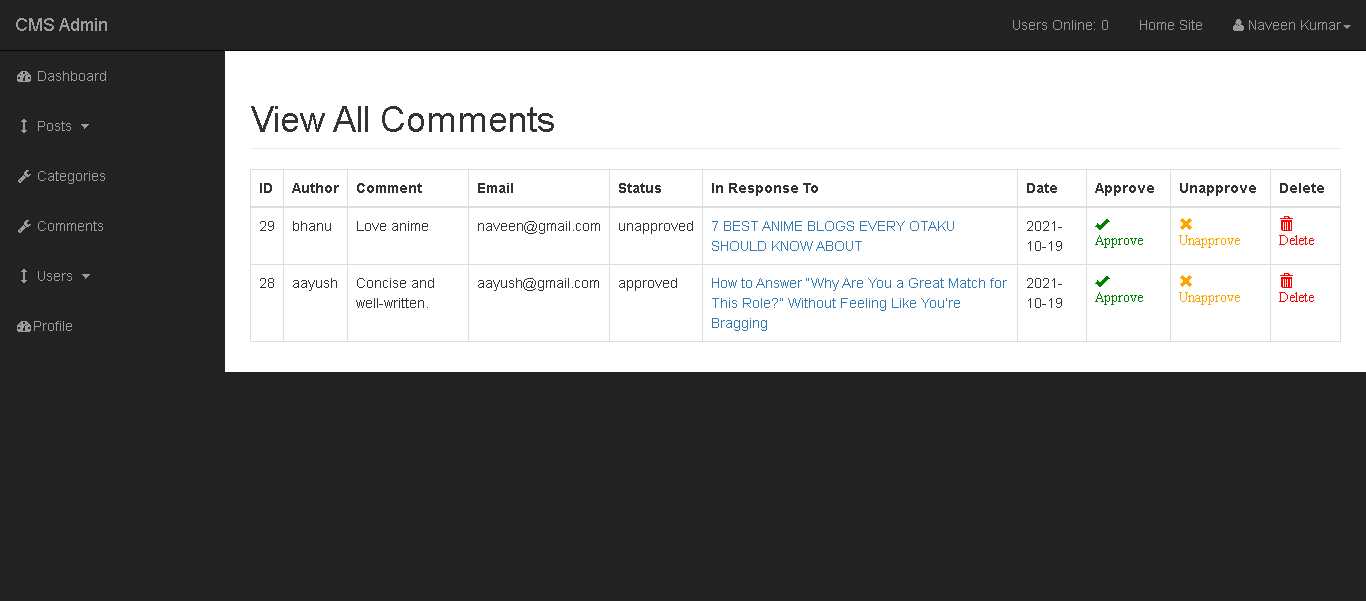 CMS Admin
Users Online: 0 Home Site Naveen Kumar
Dashboard
Posts
Categories
Comments
Users
Profile
View All Comments
ID Author Comment Email Status In Response To Date Approve Unapprove Delete
29 bhanu Love anime naveen@gmail.com unapproved 7 BEST ANIME BLOGS EVERY OTAKU 2021-
SHOULD KNOW ABOUT 10-19 Approve Unapprove Delete
28 aayush Concise and aayush@gmail.com approved How to Answer "Why Are You a Great Match for 2021-
well-written. This Role?" Without Feeling Like You're 10-19 Approve Unapprove Delete
Bragging